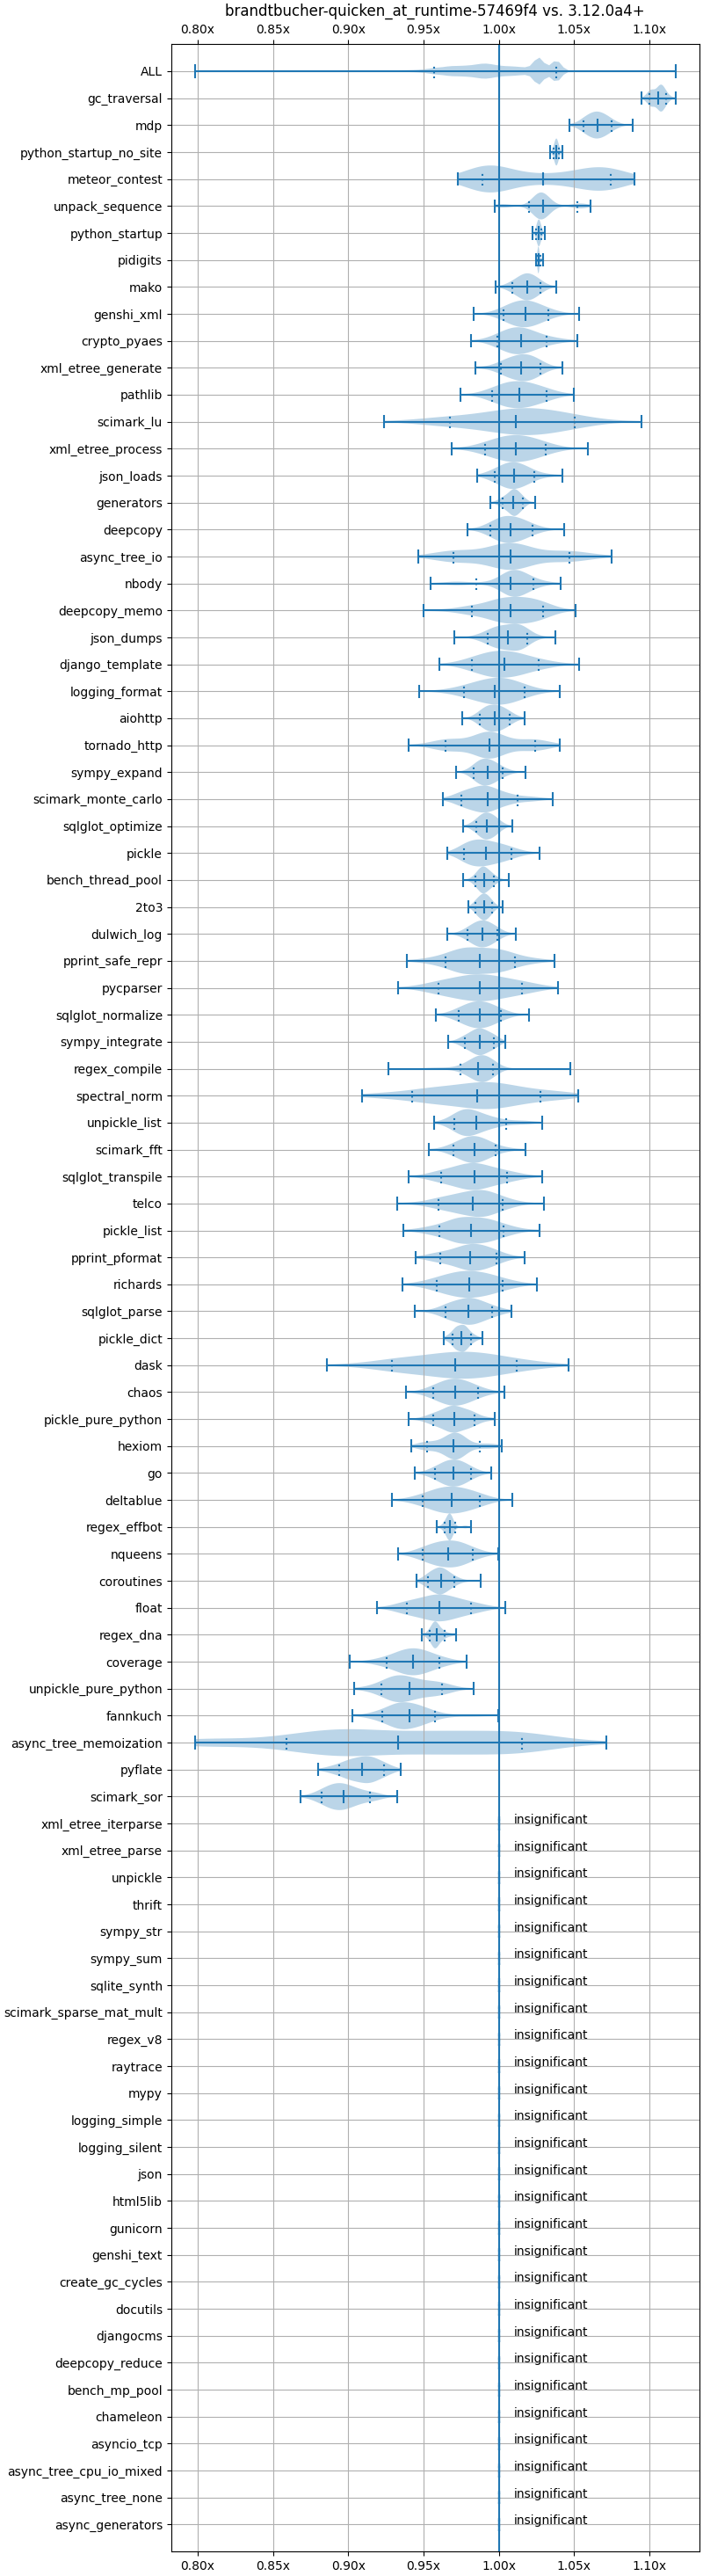 brandtbucher-quicken_at_runtime-57469f4 vs. 3.12.0a4+
0.80x 0.85x 0.90x 0.95x 1.00x 1.05x 1.10x
ALL
gc_traversal
mdp
python_startup_no_site
meteor_contest
unpack_sequence
python_startup
pidigits
mako
genshi_xml
crypto_pyaes
xml_etree_generate
pathlib
scimark_lu
xml_etree_process
json_loads
generators
deepcopy
async_tree_io
nbody
deepcopy_memo
json_dumps
django_template
logging_format
aiohttp
tornado_http
sympy_expand
scimark_monte_carlo
sqlglot_optimize
pickle
bench_thread_pool
2to3
dulwich_log
pprint_safe_repr
pycparser
sqlglot_normalize
sympy_integrate
regex_compile
spectral_norm
unpickle_list
scimark_fft
sqlglot_transpile
telco
pickle_list
pprint_pformat
richards
sqlglot_parse
pickle_dict
dask
chaos
pickle_pure_python
hexiom
go
deltablue
regex_effbot
nqueens
coroutines
float
regex_dna
coverage
unpickle_pure_python
fannkuch
async_tree_memoization
pyflate
scimark_sor
xml_etree_iterparse insignificant
xml_etree_parse insignificant
unpickle insignificant
thrift insignificant
sympy_str insignificant
sympy_sum insignificant
sqlite_synth insignificant
scimark_sparse_mat_mult insignificant
regex_v8 insignificant
raytrace insignificant
mypy insignificant
logging_simple insignificant
logging_silent insignificant
json insignificant
html5lib insignificant
gunicorn insignificant
genshi_text insignificant
create_gc_cycles insignificant
docutils insignificant
djangocms insignificant
deepcopy_reduce insignificant
bench_mp_pool insignificant
chameleon insignificant
asyncio_tcp insignificant
async_tree_cpu_io_mixed insignificant
async_tree_none insignificant
async_generators insignificant
0.80x 0.85x 0.90x 0.95x 1.00x 1.05x 1.10x